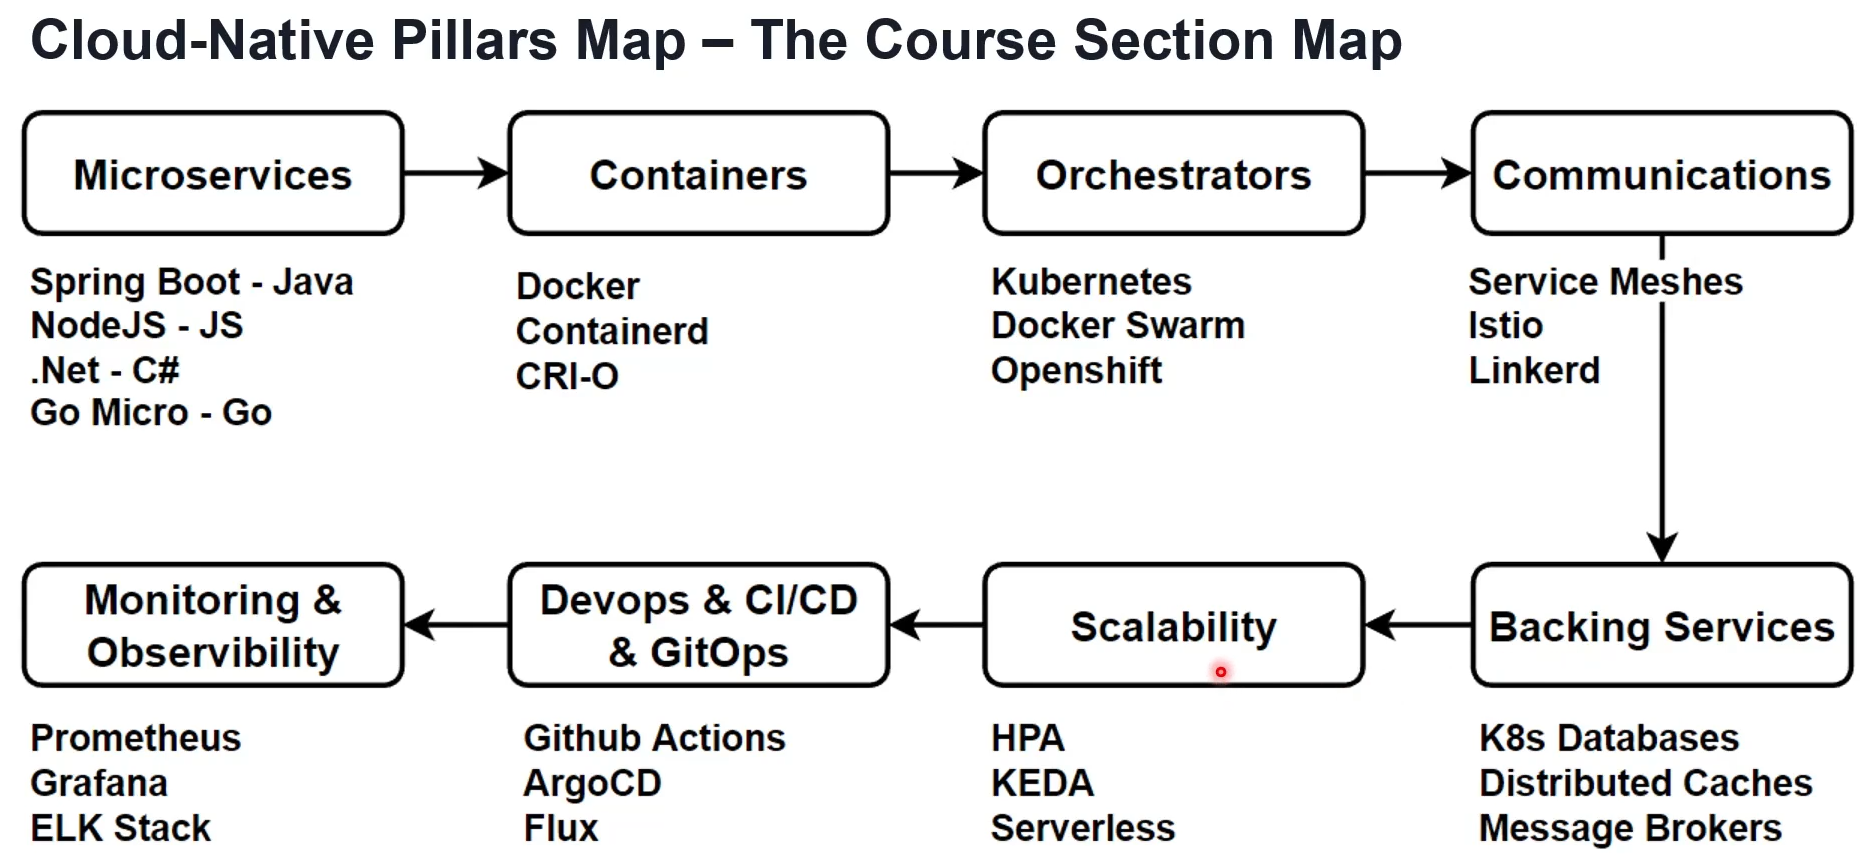 Cloud-Native Pillars Map – The Course Section Map
Microservices
Spring Boot - Java
NodeJS - JS
.Net - C#
Go Micro - Go
Containers
Docker
Containerd
CRI-O
Orchestrators
Kubernetes
Docker Swarm
Openshift
Communications
Service Meshes
Istio
Linkerd
Backing Services
K8s Databases
Distributed Caches
Message Brokers
Scalability
HPA
KEDA
Serverless
Devops & CI/CD
& GitOps
Github Actions
ArgoCD
Flux
Monitoring &
Observibility
Prometheus
Grafana
ELK Stack